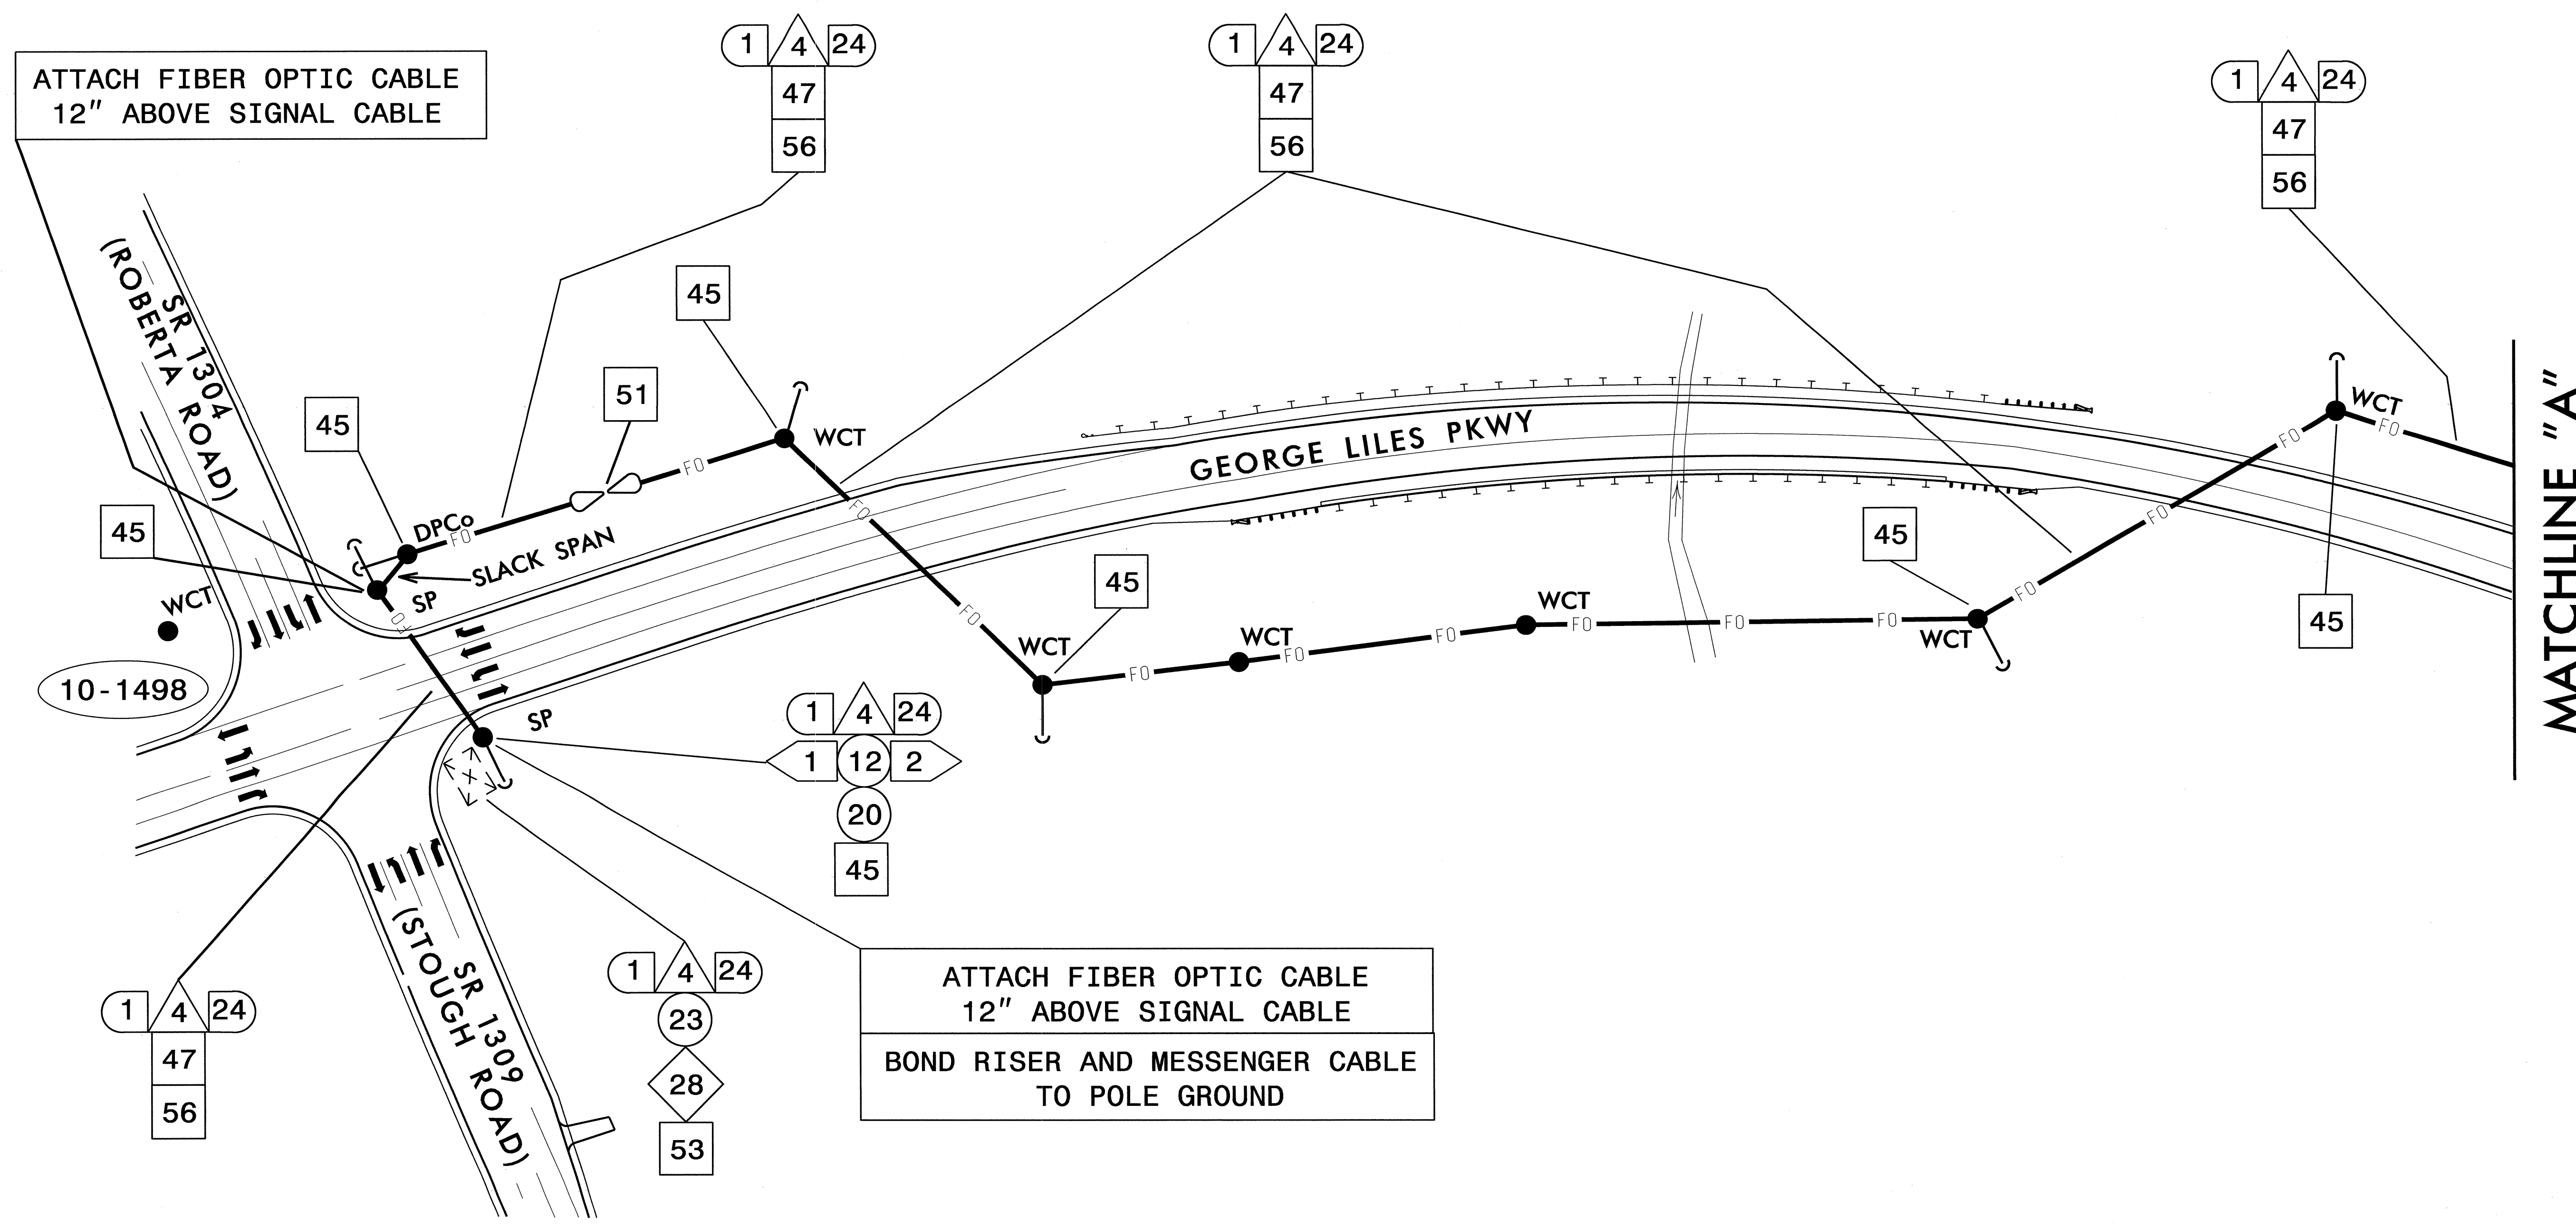 ATTACH FIBER OPTIC CABLE
12" ABOVE SIGNAL CABLE
1 4 24
47
56
1 4 24
47
56
1 4 24
47
56
SR 1304
(ROBERTA ROAD)
45
51
45
45
DPCo
FO
SLACK SPAN
FO
WCT
GEORGE LILES PKWY
FO
FO
WCT
45
SP
FO
WCT
10-1498
SP
WCT
FO
WCT
FO
FO
WCT
FO
FO
FO
45
WCT
FO
FO
FO
WCT
FO
45
MATCHLINE "A"
1 4 24
1 12 2
20
45
1 4 24
47
56
SR 1309
(STOUGH ROAD)
1 4 24
23
28
53
ATTACH FIBER OPTIC CABLE
12" ABOVE SIGNAL CABLE
BOND RISER AND MESSENGER CABLE
TO POLE GROUND